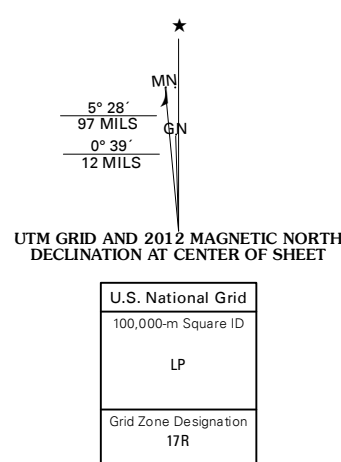 MN
5° 28´
97 MILS
GN
0° 39´
12 MILS
UTM GRID AND 2012 MAGNETIC NORTH
DECLINATION AT CENTER OF SHEET
U.S. National Grid
100,000-m Square ID
LP
Grid Zone Designation
17R